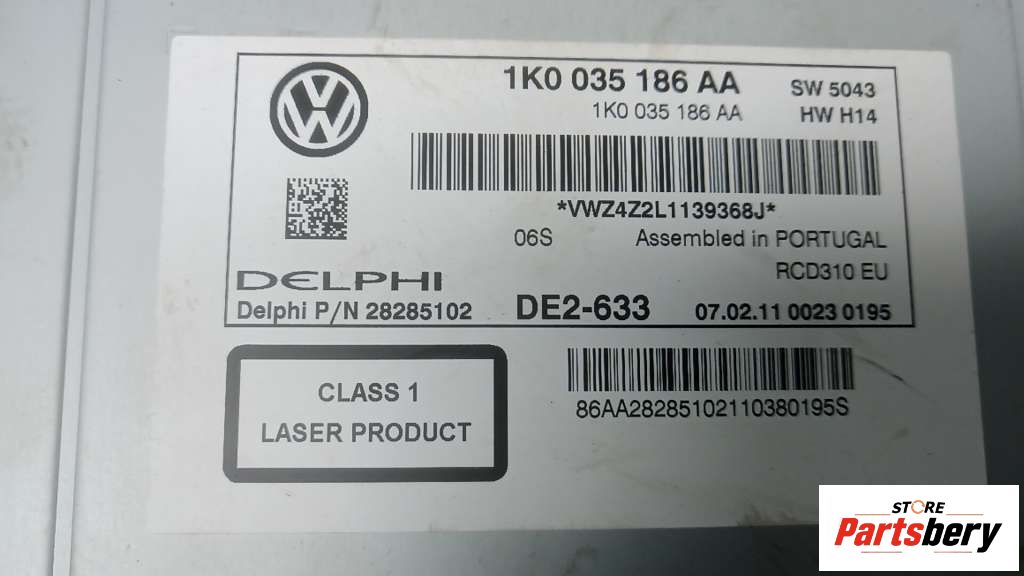 1K0 035 186 AA SW 5043
1K0 035 186 AA HW H14
*VWZ4Z2L1139368J*
06S Assembled in PORTUGAL
RCD310 EU
DELPHI
Delphi P/N 28285102 DE2-633 07.02.11 0023 0195
CLASS 1
LASER PRODUCT
86AA28285102110380195S
STORE
Partsbery